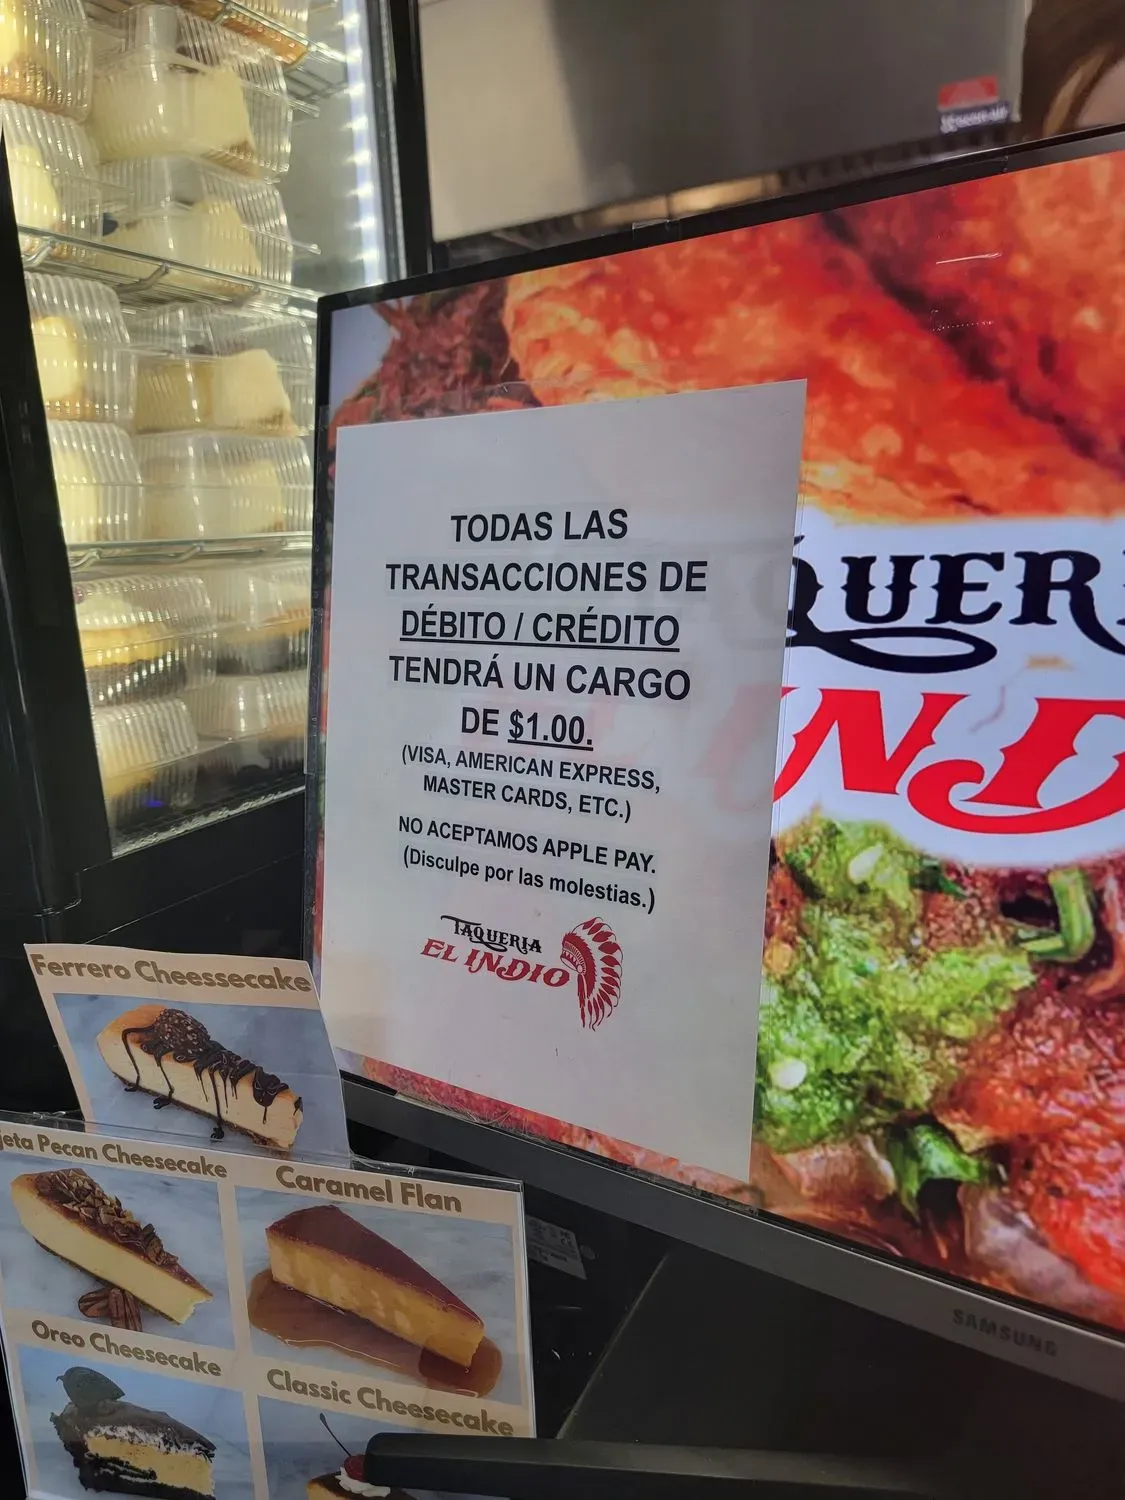 TODAS LAS
TRANSACCIONES DE
DÉBITO / CRÉDITO
TENDRÁ UN CARGO
DE $1.00.
(VISA, AMERICAN EXPRESS,
MASTER CARDS, ETC.)
NO ACEPTAMOS APPLE PAY.
(Disculpe por las molestias.)
TAQUERIA
EL INDIO
QUERI
IND
SAMSUNG
Ferrero Cheessecake
jeta Pecan Cheesecake
Caramel Flan
Oreo Cheesecake
Classic Cheesecake